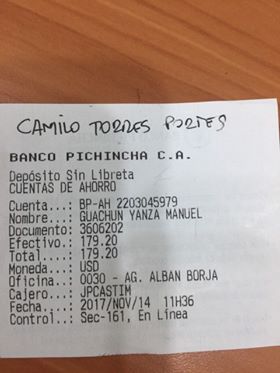 CAMILO TORRES PORTES
BANCO PICHINCHA C.A.
Depósito Sin Libreta
CUENTAS DE AHORRO
Cuenta...: BP-AH 2203045979
Nombre...: GUACHUN YANZA MANUEL
Documento: 3606202
Efectivo.: 179.20
Total....: 179.20
Moneda...: USD
Oficina..: 0030 - AG. ALBAN BORJA
Cajero...: JPCASTIM
Fecha....: 2017/NOV/14 11H36
Control..: Sec-161, En Línea